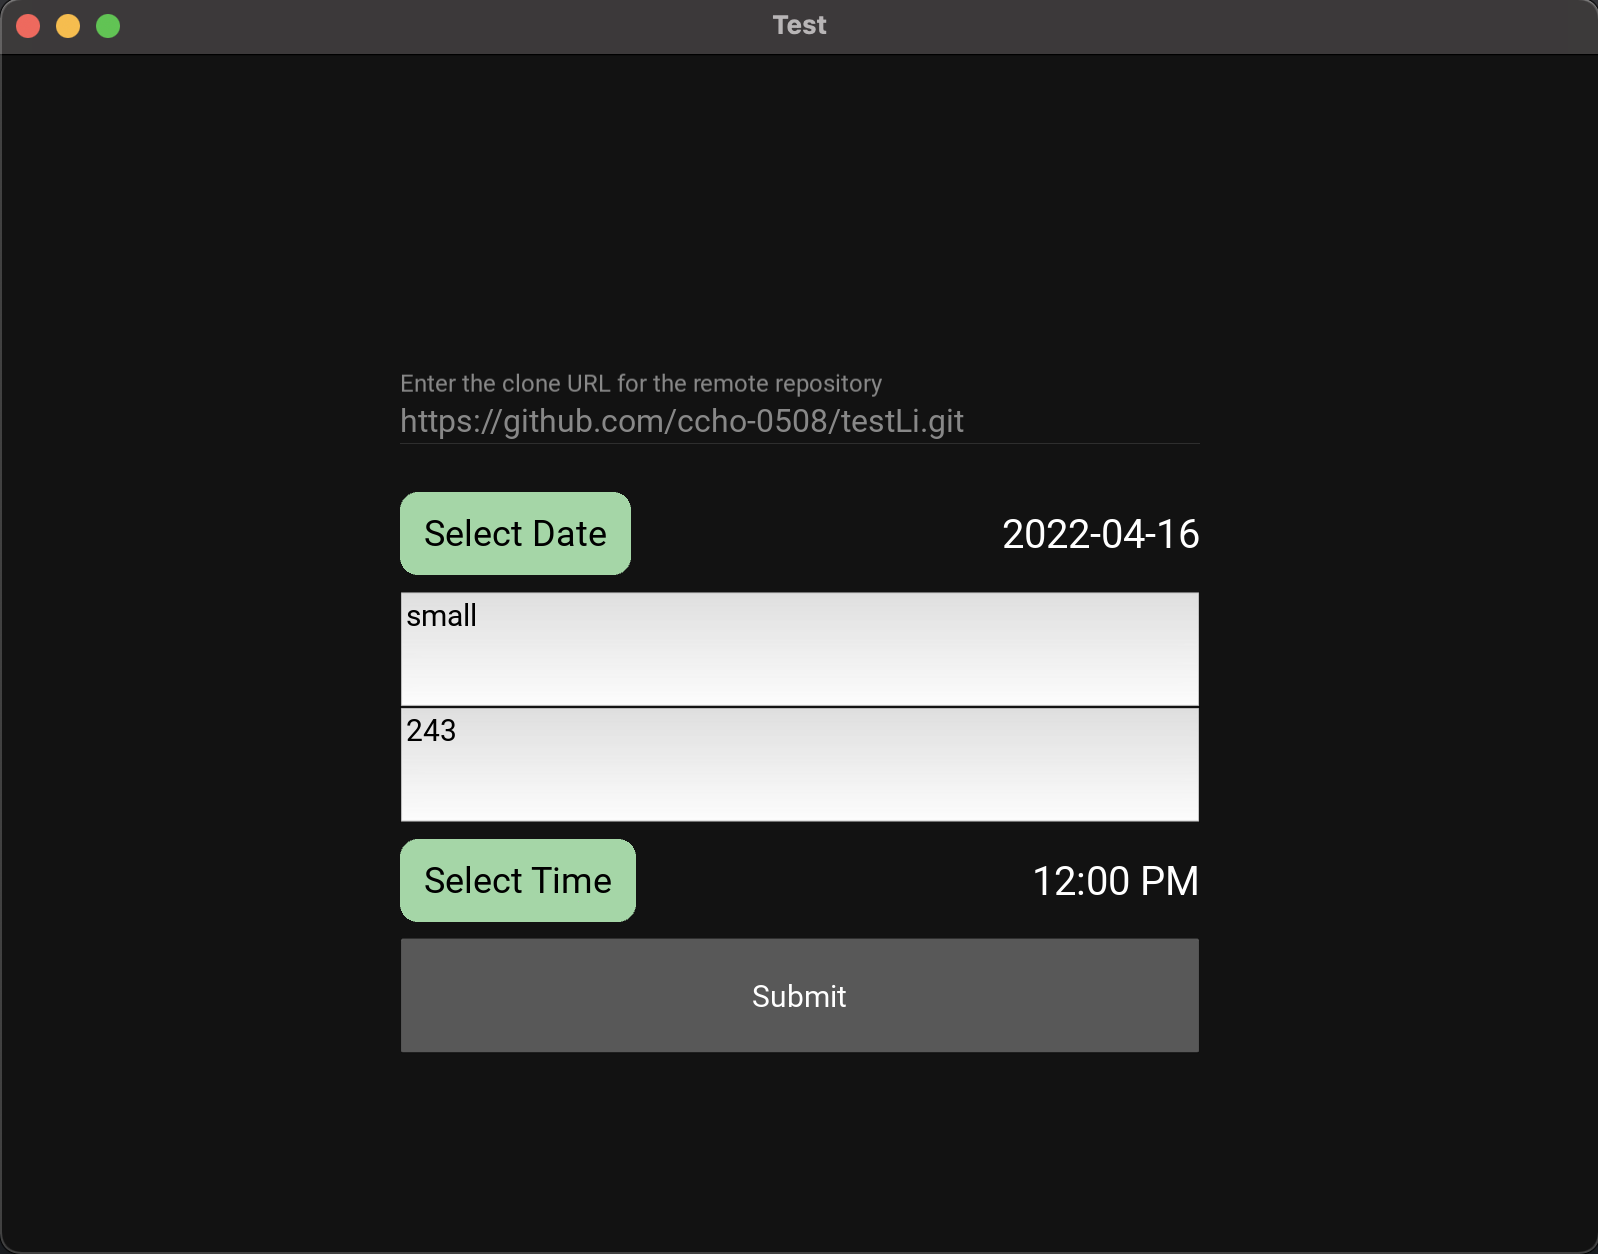 Test
Enter the clone URL for the remote repository
https://github.com/ccho-0508/testLi.git
Select Date
2022-04-16
small
243
Select Time
12:00 PM
Submit